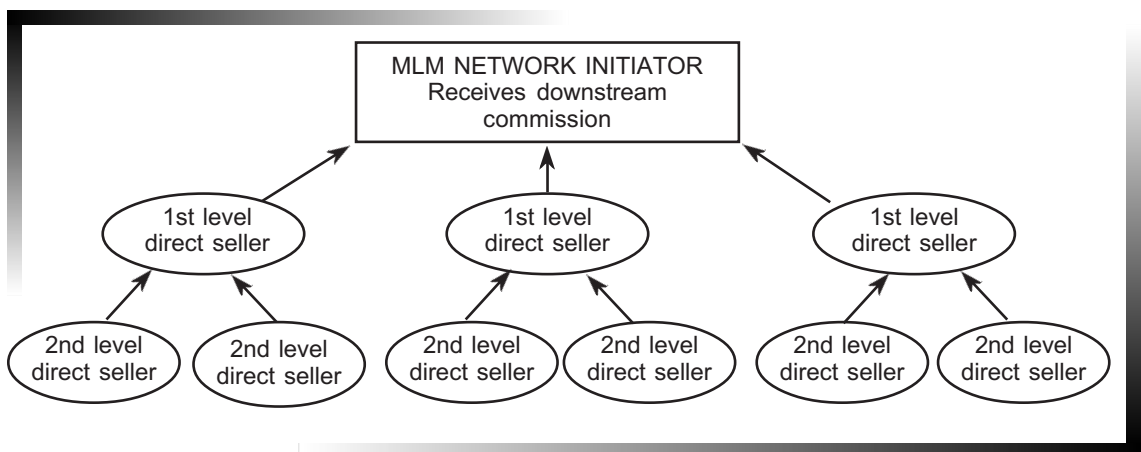 MLM NETWORK INITIATOR
Receives downstream
commission
1st level
direct seller
1st level
direct seller
1st level
direct seller
2nd level
direct seller
2nd level
direct seller
2nd level
direct seller
2nd level
direct seller
2nd level
direct seller
2nd level
direct seller